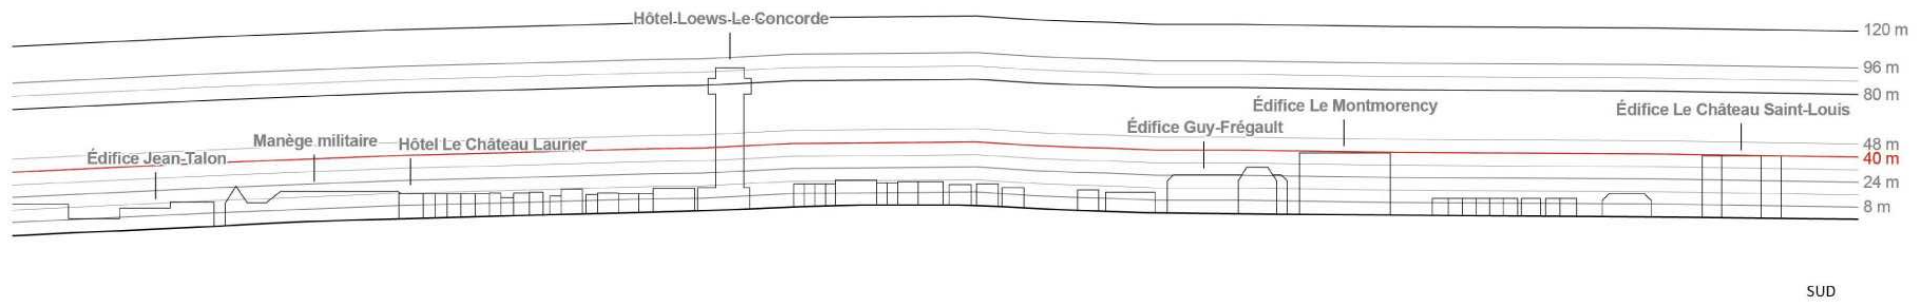 Hôtel Loews Le Concorde
120 m
96 m
80 m
Édifice Le Montmorency
Édifice Le Château Saint-Louis
Édifice Guy-Frégault
Manège militaire
Hôtel Le Château Laurier
48 m
Édifice Jean-Talon
40 m
24 m
8 m
SUD